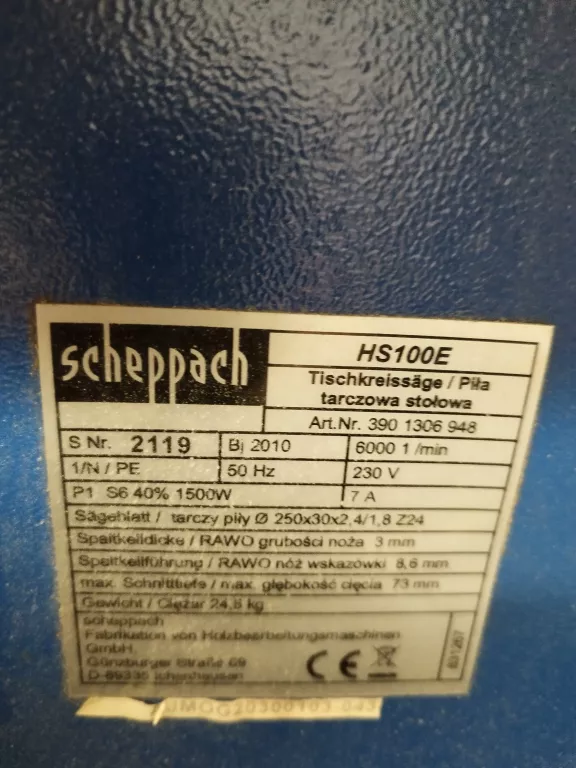 scheppach
HS100E
Tischkreissäge / Piła
tarczowa stołowa
Art.Nr. 390 1306 948
S Nr. 2119 Bj 2010 6000 1 /min
1/N / PE 50 Hz 230 V
P1 S6 40% 1500W 7 A
Sägeblatt / tarczy piły Ø 250x30x2,4/1,8 Z24
Spaltkeildicke / RAWO grubości noża 3 mm
Spaltkeilführung / RAWO nóż wskazówki 8,6 mm
max. Schnitttiefe / max. głębokość cięcia 73 mm
Gewicht / Ciężar 24,8 kg
scheppach
Fabrikation von Holzbearbeitungsmaschinen
GmbH.
Günzburger Straße 69
D-89335 Ichenhausen
CE